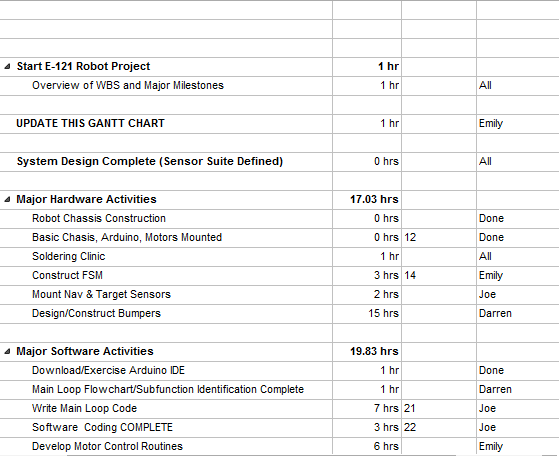 Start E-121 Robot Project 1 hr
Overview of WBS and Major Milestones 1 hr All
UPDATE THIS GANTT CHART 1 hr Emily
System Design Complete (Sensor Suite Defined) 0 hrs All
Major Hardware Activities 17.03 hrs
Robot Chassis Construction 0 hrs Done
Basic Chasis, Arduino, Motors Mounted 0 hrs 12 Done
Soldering Clinic 1 hr All
Construct FSM 3 hrs 14 Emily
Mount Nav & Target Sensors 2 hrs Joe
Design/Construct Bumpers 15 hrs Darren
Major Software Activities 19.83 hrs
Download/Exercise Arduino IDE 1 hr Done
Main Loop Flowchart/Subfunction Identification Complete 1 hr Darren
Write Main Loop Code 7 hrs 21 Joe
Software Coding COMPLETE 3 hrs 22 Joe
Develop Motor Control Routines 6 hrs Emily